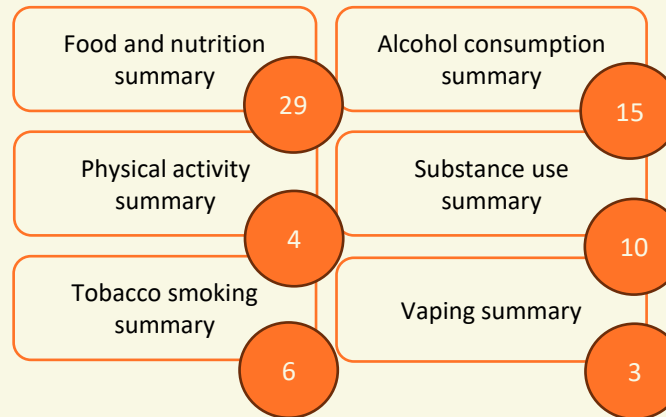 Food and nutrition
summary
29
Alcohol consumption
summary
15
Physical activity
summary
4
Substance use
summary
10
Tobacco smoking
summary
6
Vaping summary
3